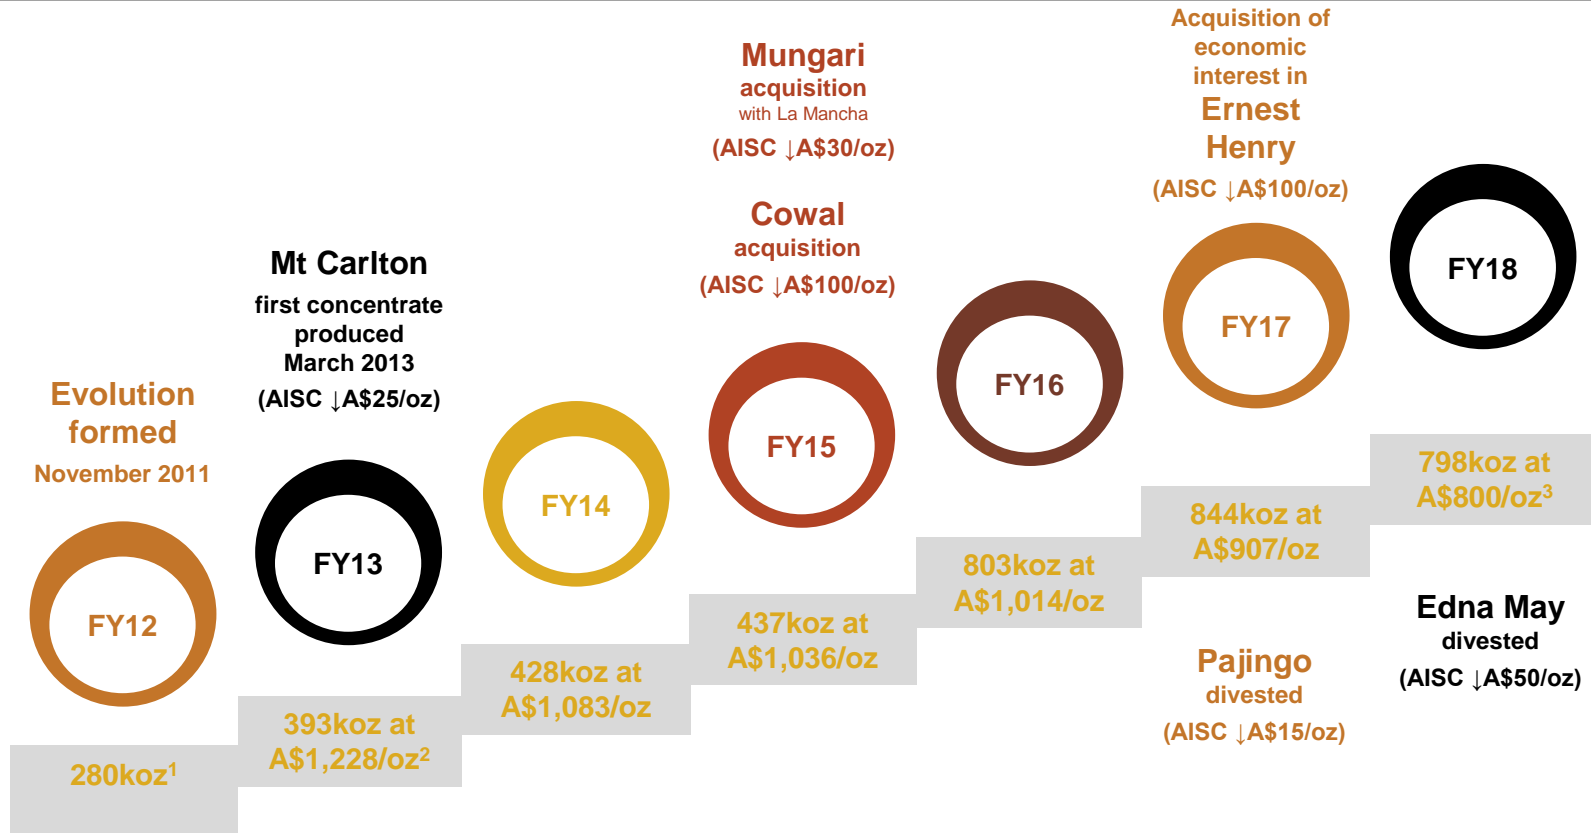 Evolution
formed
November 2011
FY12
280koz1
Mt Carlton
first concentrate
produced
March 2013
(AISC ↓A$25/oz)
FY13
393koz at
A$1,228/oz2
FY14
428koz at
A$1,083/oz
Mungari
acquisition
with La Mancha
(AISC ↓A$30/oz)
Cowal
acquisition
(AISC ↓A$100/oz)
FY15
437koz at
A$1,036/oz
FY16
803koz at
A$1,014/oz
Acquisition of
economic
interest in
Ernest
Henry
(AISC ↓A$100/oz)
FY17
844koz at
A$907/oz
Pajingo
divested
(AISC ↓A$15/oz)
FY18
798koz at
A$800/oz3
Edna May
divested
(AISC ↓A$50/oz)